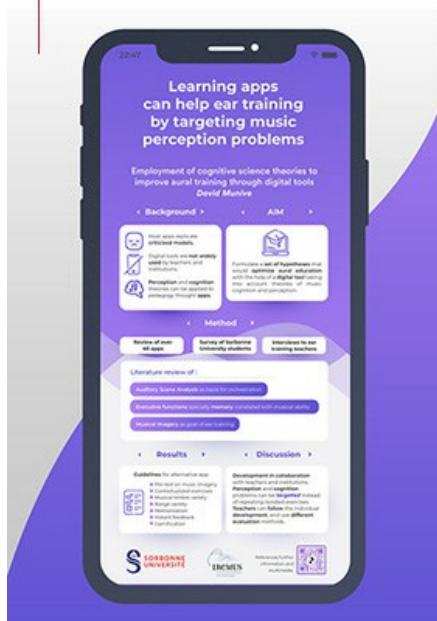 22:47
Learning apps
can help ear training
by targeting music
perception problems
Employment of cognitive science theories to
improve aural training through digital tools
David Munive
‹ Background ›
‹ AIM ›
Most apps replicate
criticized models.
Digital tools are not widely
used by teachers and
institutions.
Perception and cognition
theories can be applied to
pedagogy thought apps.
Formulate a set of hypotheses that
would optimize aural education
with the help of a digital tool taking
into account theories of music
cognition and perception.
‹ Method ›
Review of over
Survey of Sorbonne
University students
Interviews to ear
training teachers
Literature review of :
Auditory Scene Analysis as basis for orchestration
Executive functions specially memory correlated with musical ability
Musical Imagery as goal of ear training
‹ Results ›
‹ Discussion ›
Guidelines for alternative app:
Pre-test on music imagery
Contextualized exercises
Musical timbre variety
Range variety
Memorization
Instant feedback
Gamification
Development in collaboration
with teachers and institutions.
Perception and cognition
problems can be targeted instead
of repeating isolated exercises.
Teachers can follow the individual
development, and use different
evaluation methods.
SORBONNE
UNIVERSITÉ
IReMUS
References/further
information and
multimedia: